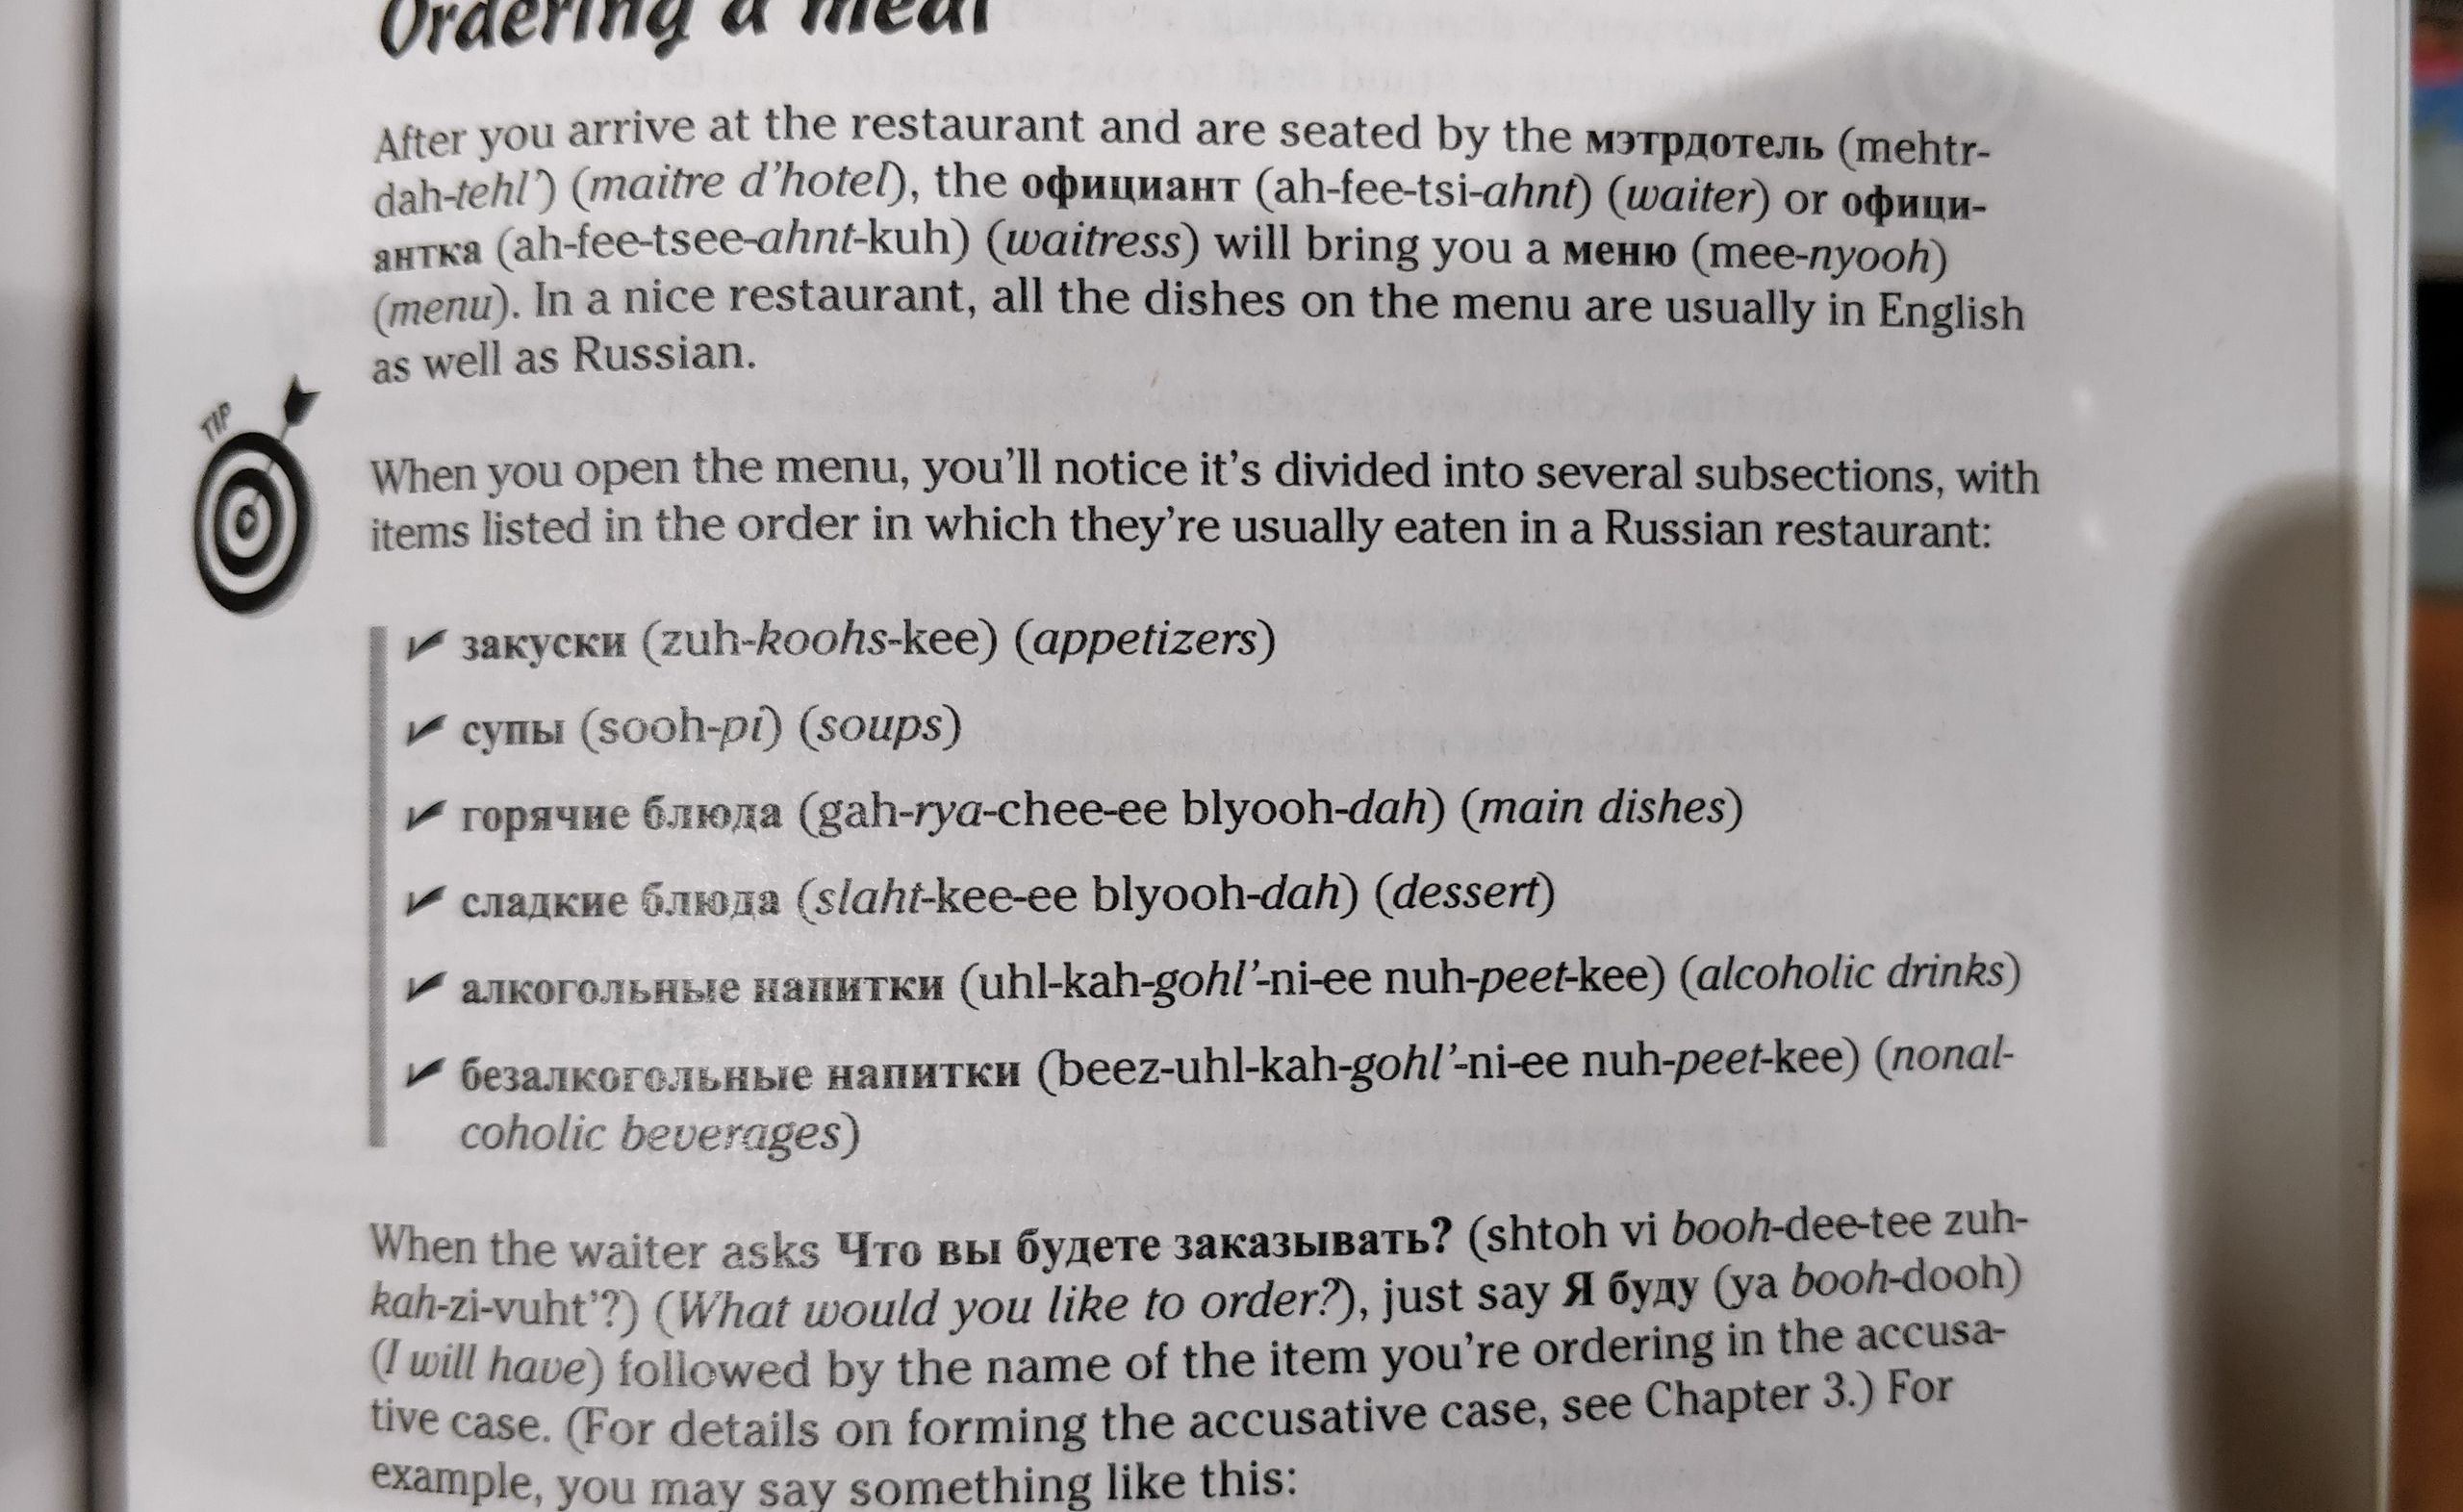 Ordering a meal
After you arrive at the restaurant and are seated by the мэтрдотель (mehtr-
dah-tehl’) (maitre d’hotel), the официант (ah-fee-tsi-ahnt) (waiter) or офици-
антка (ah-fee-tsee-ahnt-kuh) (waitress) will bring you a меню (mee-nyooh)
(menu). In a nice restaurant, all the dishes on the menu are usually in English
as well as Russian.
TIP
When you open the menu, you’ll notice it’s divided into several subsections, with
items listed in the order in which they’re usually eaten in a Russian restaurant:
✓ закуски (zuh-koohs-kee) (appetizers)
✓ супы (sooh-pi) (soups)
✓ горячие блюда (gah-rya-chee-ee blyooh-dah) (main dishes)
✓ сладкие блюда (slaht-kee-ee blyooh-dah) (dessert)
✓ алкогольные напитки (uhl-kah-gohl’-ni-ee nuh-peet-kee) (alcoholic drinks)
✓ безалкогольные напитки (beez-uhl-kah-gohl’-ni-ee nuh-peet-kee) (nonal-
coholic beverages)
When the waiter asks Что вы будете заказывать? (shtoh vi booh-dee-tee zuh-
kah-zi-vuht’?) (What would you like to order?), just say Я буду (ya booh-dooh)
(I will have) followed by the name of the item you’re ordering in the accusa-
tive case. (For details on forming the accusative case, see Chapter 3.) For
example, you may say something like this: